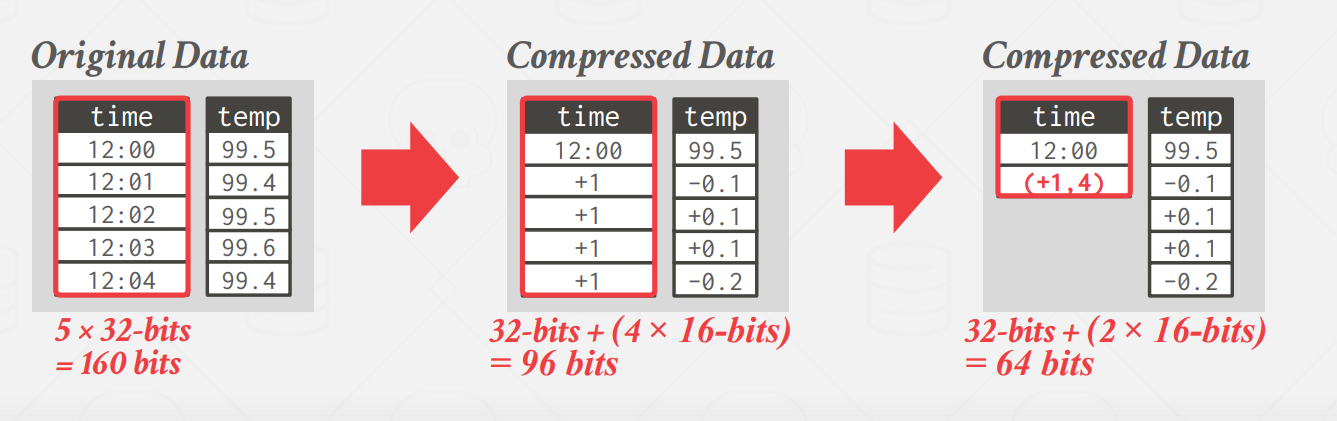 Original Data
time temp
12:00 99.5
12:01 99.4
12:02 99.5
12:03 99.6
12:04 99.4
5 × 32-bits
= 160 bits
Compressed Data
time temp
12:00 99.5
+1 -0.1
+1 +0.1
+1 +0.1
+1 -0.2
32-bits + (4 × 16-bits)
= 96 bits
Compressed Data
time temp
12:00 99.5
(+1,4) -0.1
+0.1
+0.1
-0.2
32-bits + (2 × 16-bits)
= 64 bits